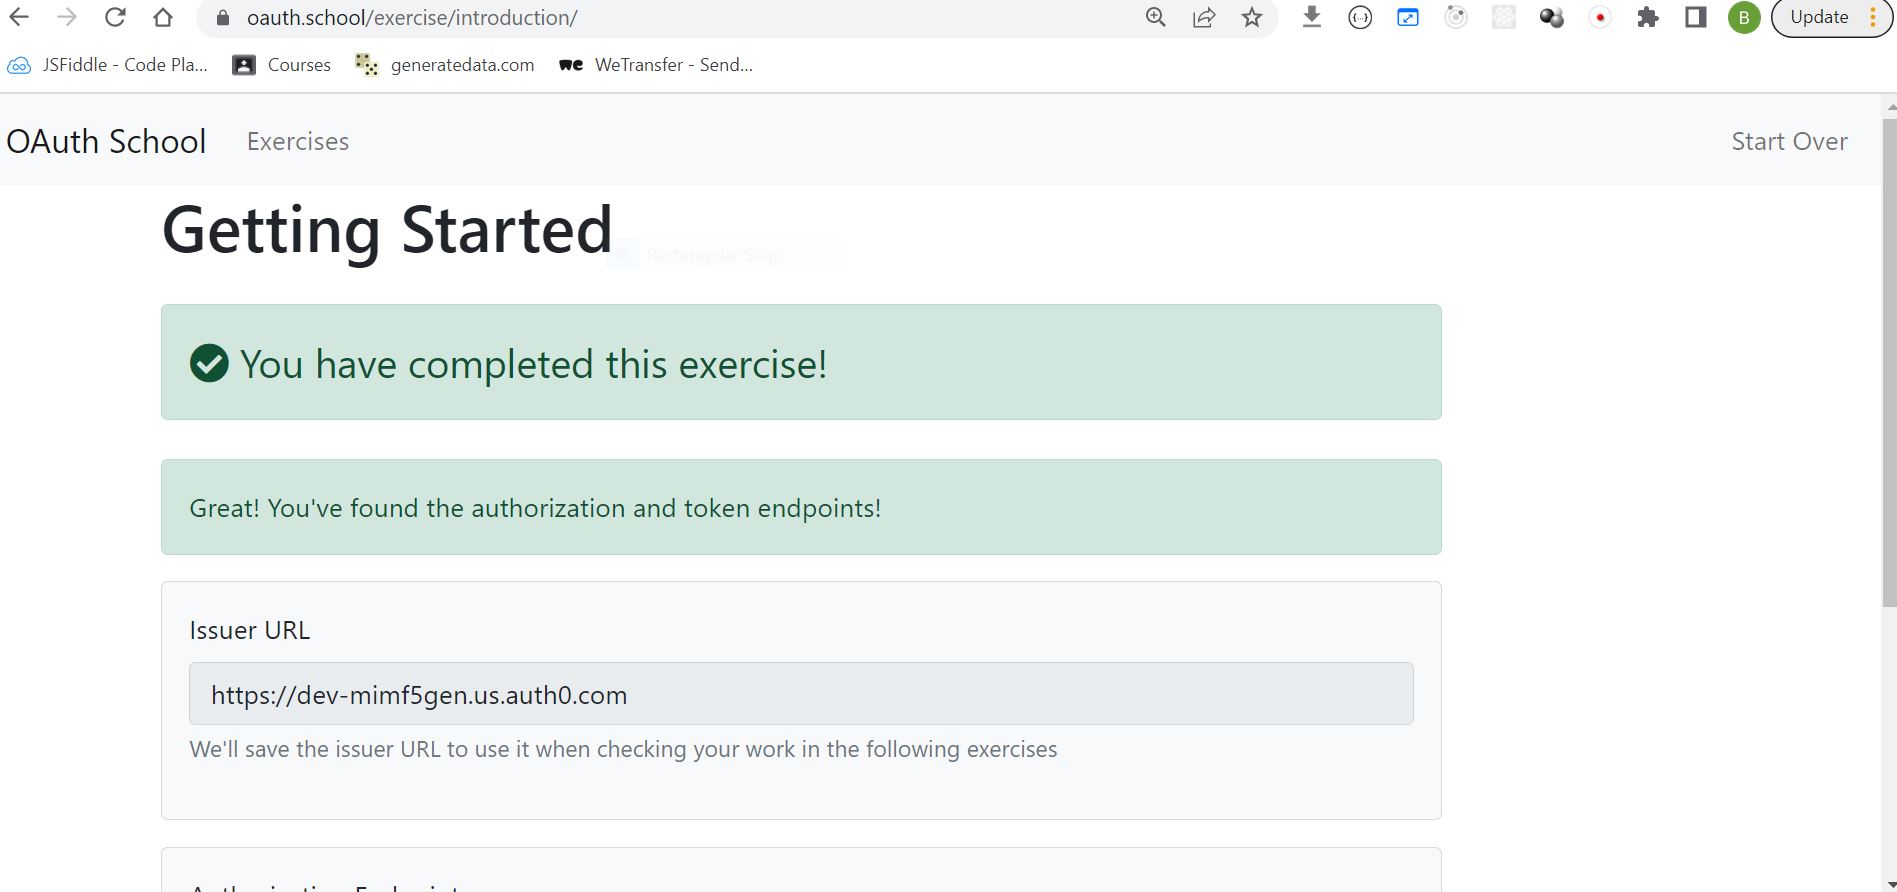 oauth.school/exercise/introduction/
B
Update
JSFiddle - Code Pla...
Courses
generatedata.com
we
WeTransfer - Send...
OAuth School
Exercises
Start Over
Getting Started
Rectangular Snip
You have completed this exercise!
Great! You've found the authorization and token endpoints!
Issuer URL
https://dev-mimf5gen.us.auth0.com
We'll save the issuer URL to use it when checking your work in the following exercises